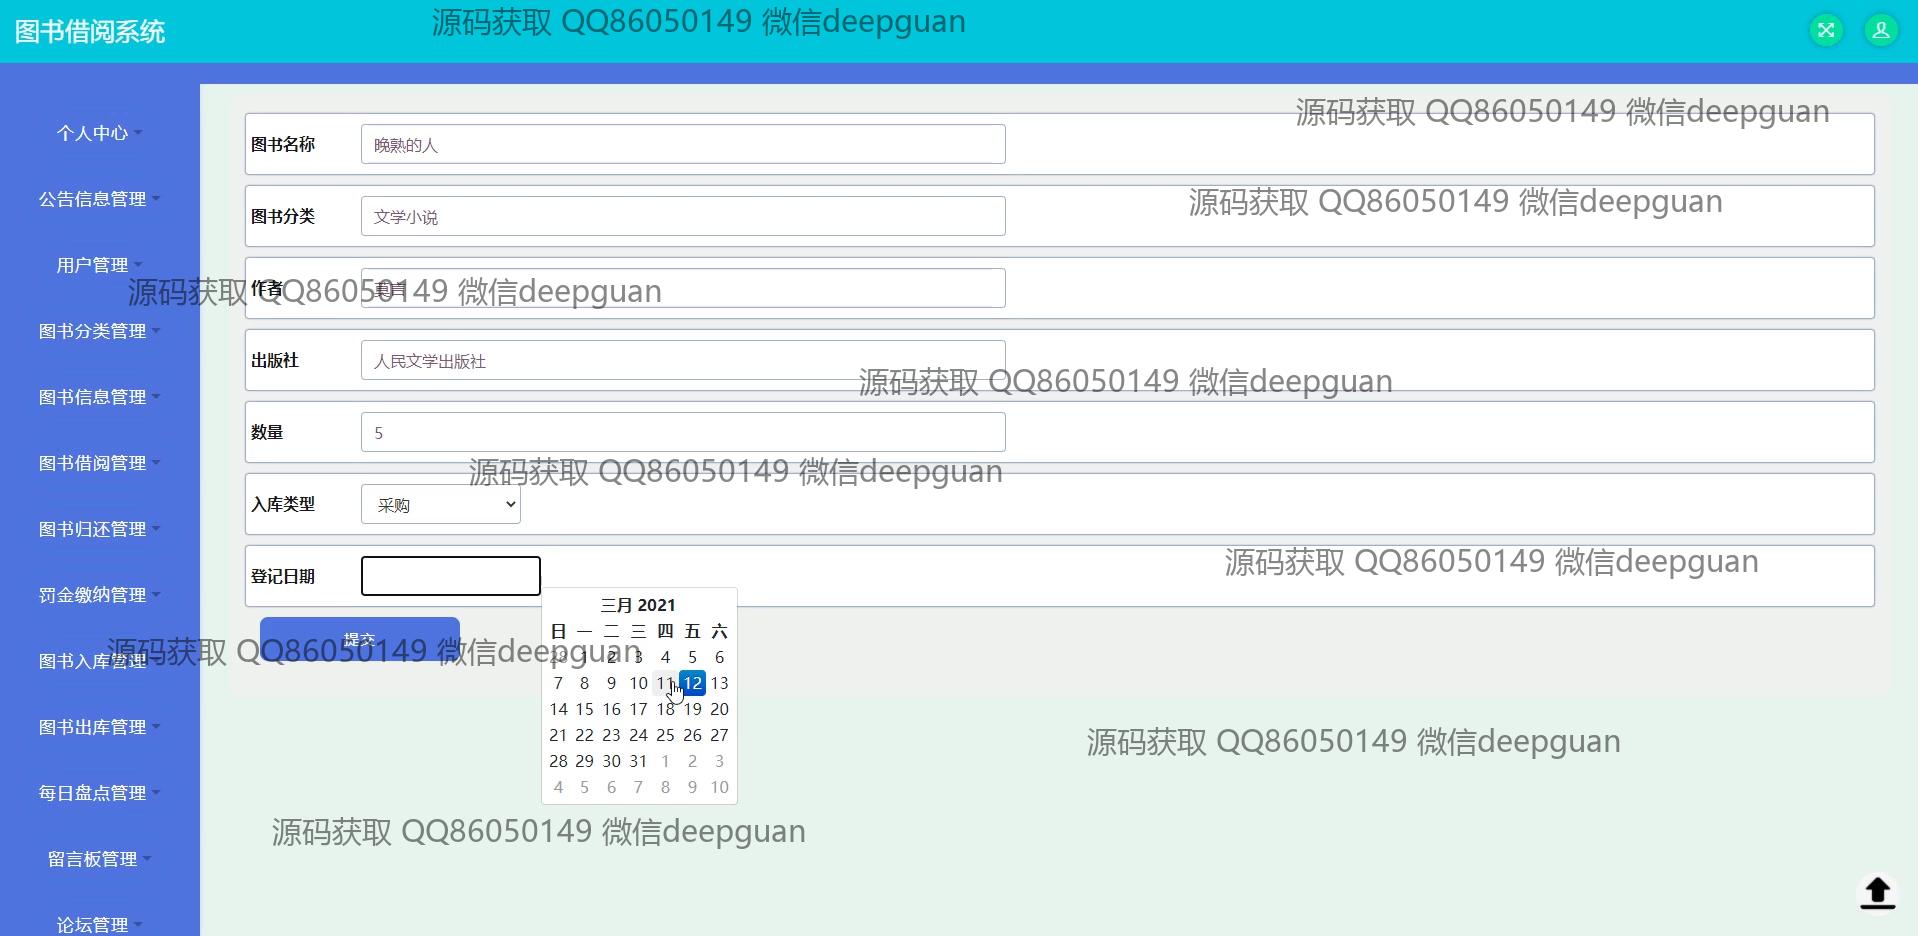 图书借阅系统
源码获取 QQ86050149 微信deepguan
个人中心
公告信息管理
用户管理
图书分类管理
图书信息管理
图书借阅管理
图书归还管理
罚金缴纳管理
图书入库管理
图书出库管理
每日盘点管理
留言板管理
论坛管理
源码获取 QQ86050149 微信deepguan
图书名称 晚熟的人
源码获取 QQ86050149 微信deepguan
图书分类 文学小说
源码获取 QQ86050149 微信deepguan
作者 莫言
出版社 人民文学出版社
源码获取 QQ86050149 微信deepguan
数量 5
源码获取 QQ86050149 微信deepguan
入库类型 采购
源码获取 QQ86050149 微信deepguan
登记日期
三月 2021
日 一 二 三 四 五 六
28 1 2 3 4 5 6
7 8 9 10 11 12 13
14 15 16 17 18 19 20
21 22 23 24 25 26 27
28 29 30 31 1 2 3
4 5 6 7 8 9 10
提交
源码获取 QQ86050149 微信deepguan
源码获取 QQ86050149 微信deepguan
源码获取 QQ86050149 微信deepguan